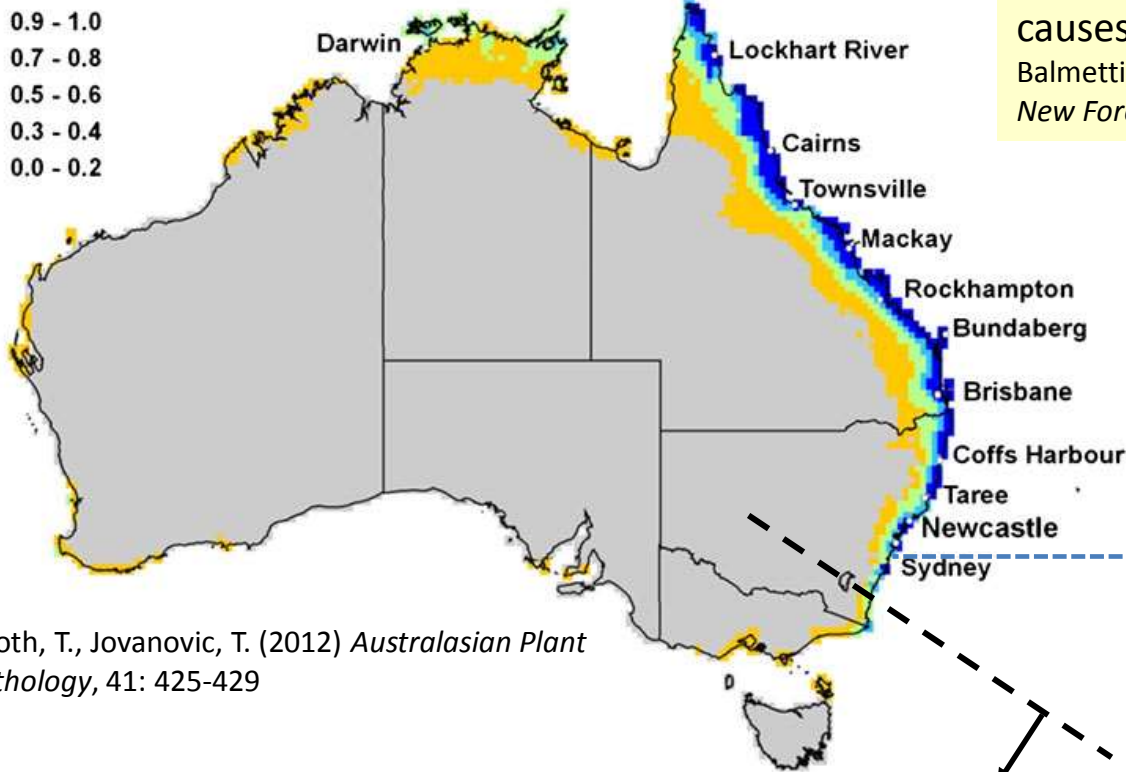 0.9 - 1.0
0.7 - 0.8
0.5 - 0.6
0.3 - 0.4
0.0 - 0.2
Darwin
Lockhart River
Cairns
Townsville
Mackay
Rockhampton
Bundaberg
Brisbane
Coffs Harbour
Taree
Newcastle
Sydney
causes
Balmetti
New For
oth, T., Jovanovic, T. (2012) Australasian Plant
thology, 41: 425-429